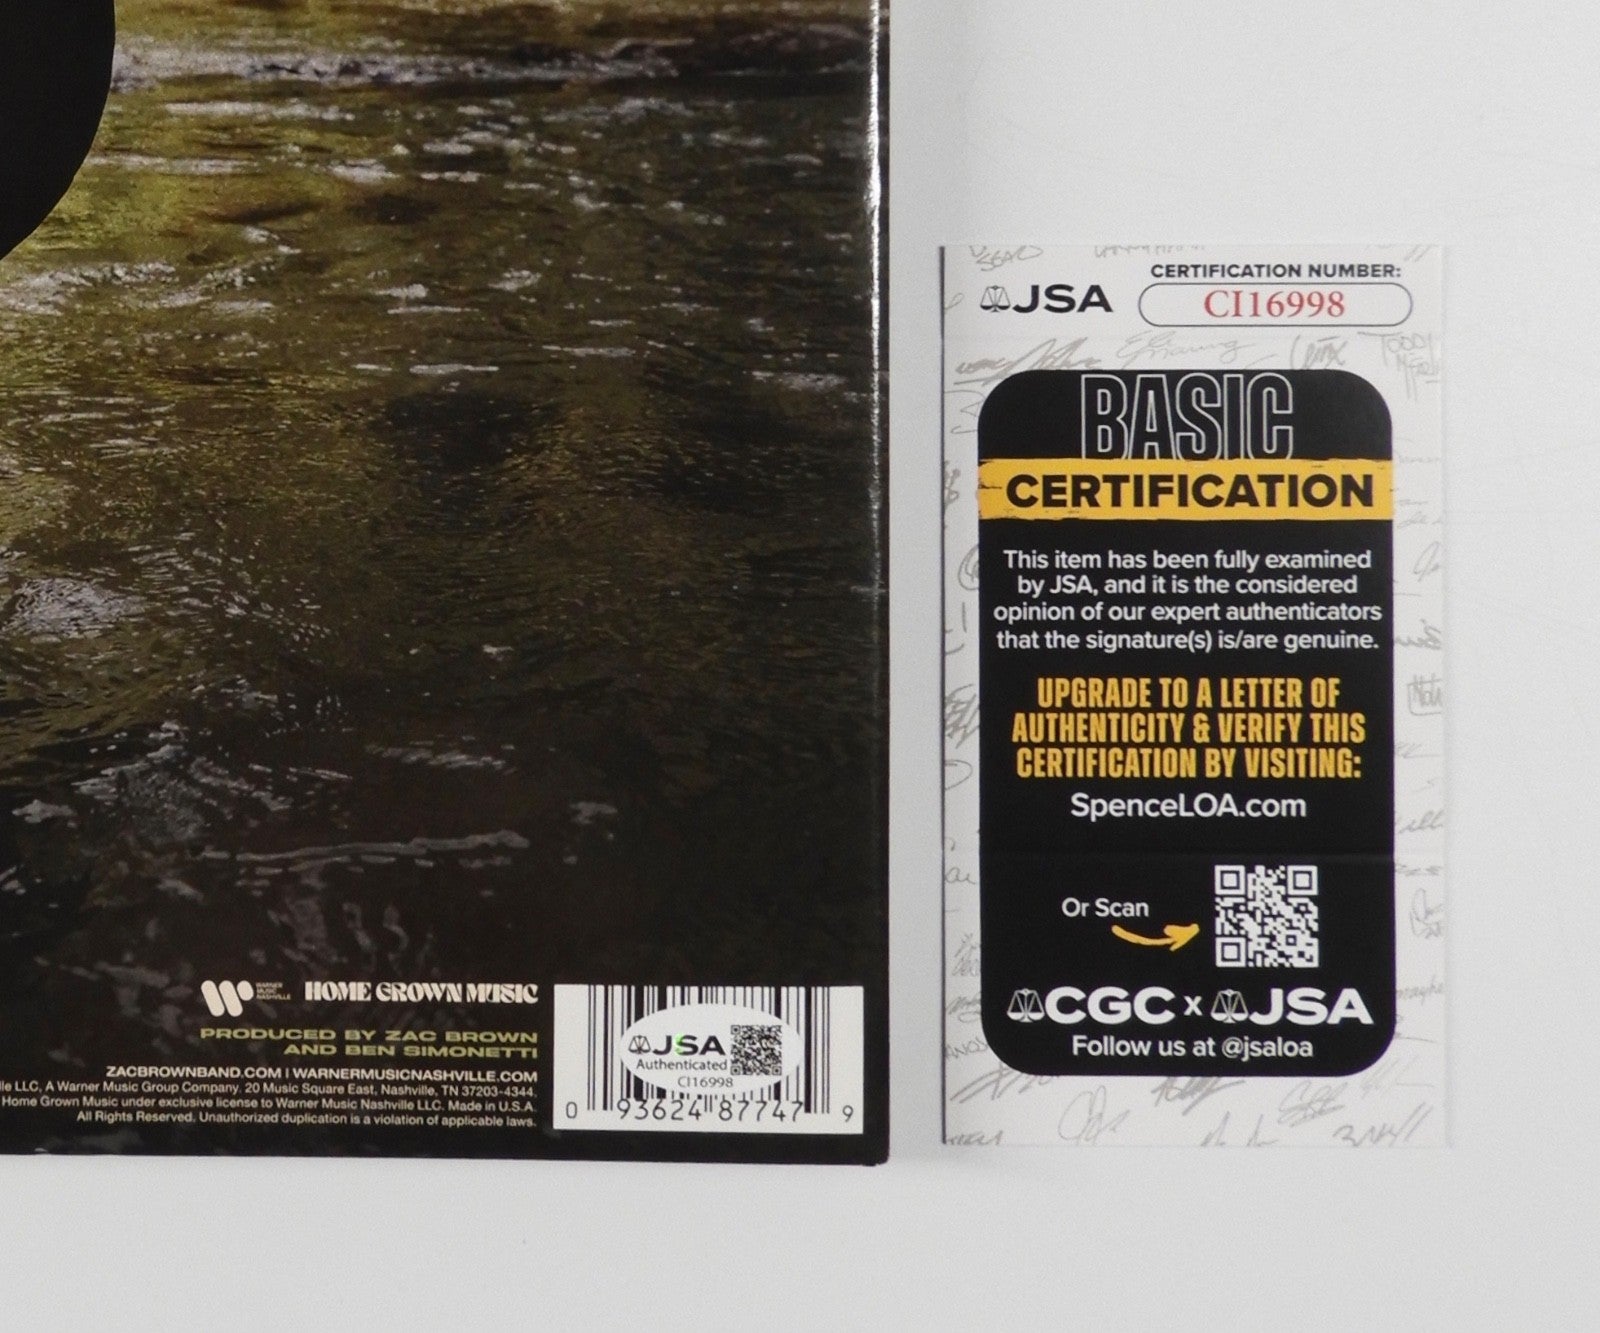 WARNER
MUSIC
NASHVILLE
HOME GROWN MUSIC
PRODUCED BY ZAC BROWN
AND BEN SIMONETTI
ZACBROWNBAND.COM | WARNERMUSICNASHVILLE.COM
le LLC, A Warner Music Group Company. 20 Music Square East, Nashville, TN 37203-4344.
Home Grown Music under exclusive license to Warner Music Nashville LLC. Made in U.S.A.
All Rights Reserved. Unauthorized duplication is a violation of applicable laws.
JSA
Authenticated
CI16998
0 93624 87747 9
JSA
CERTIFICATION NUMBER:
CI16998
BASIC
CERTIFICATION
This item has been fully examined
by JSA, and it is the considered
opinion of our expert authenticators
that the signature(s) is/are genuine.
UPGRADE TO A LETTER OF
AUTHENTICITY & VERIFY THIS
CERTIFICATION BY VISITING:
SpenceLOA.com
Or Scan
CGC x JSA
Follow us at @jsaloa